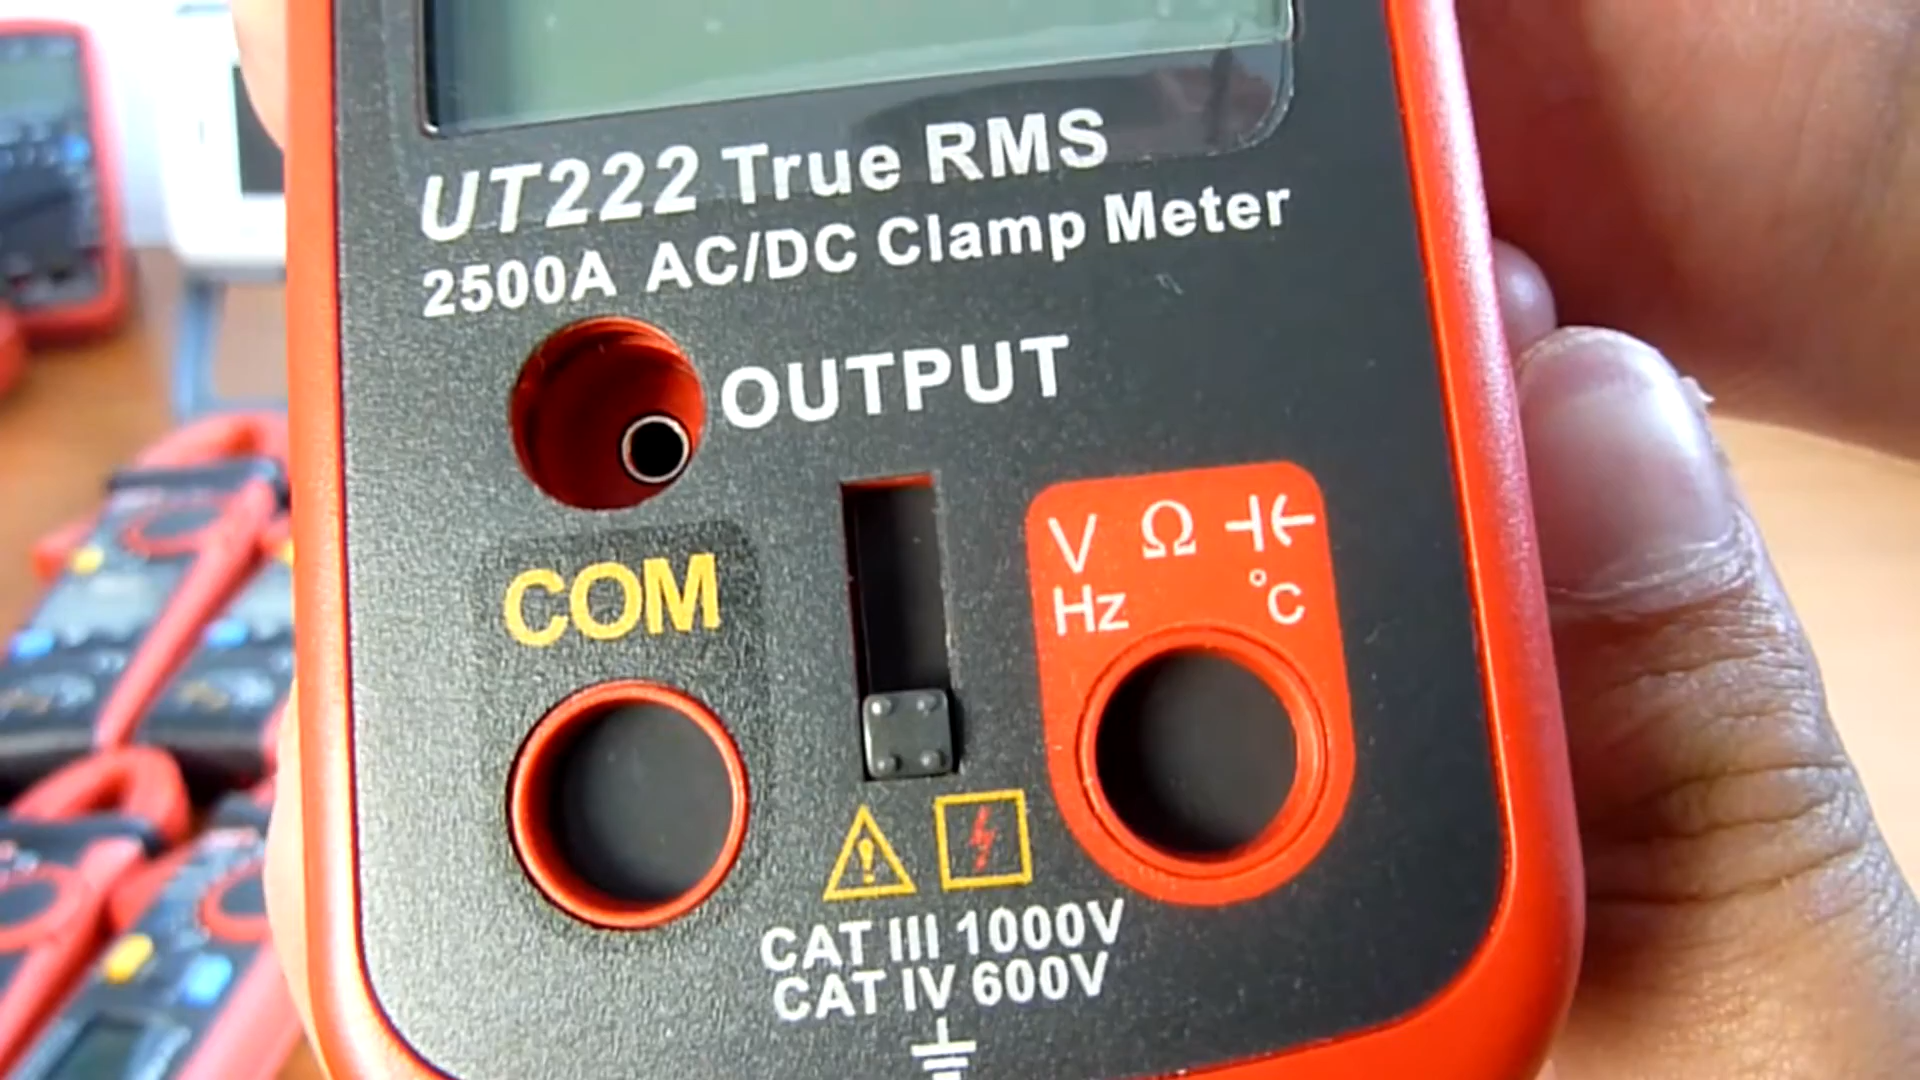 UT222 True RMS
2500A AC/DC Clamp Meter
OUTPUT
COM
V Ω
Hz °C
CAT III 1000V
CAT IV 600V